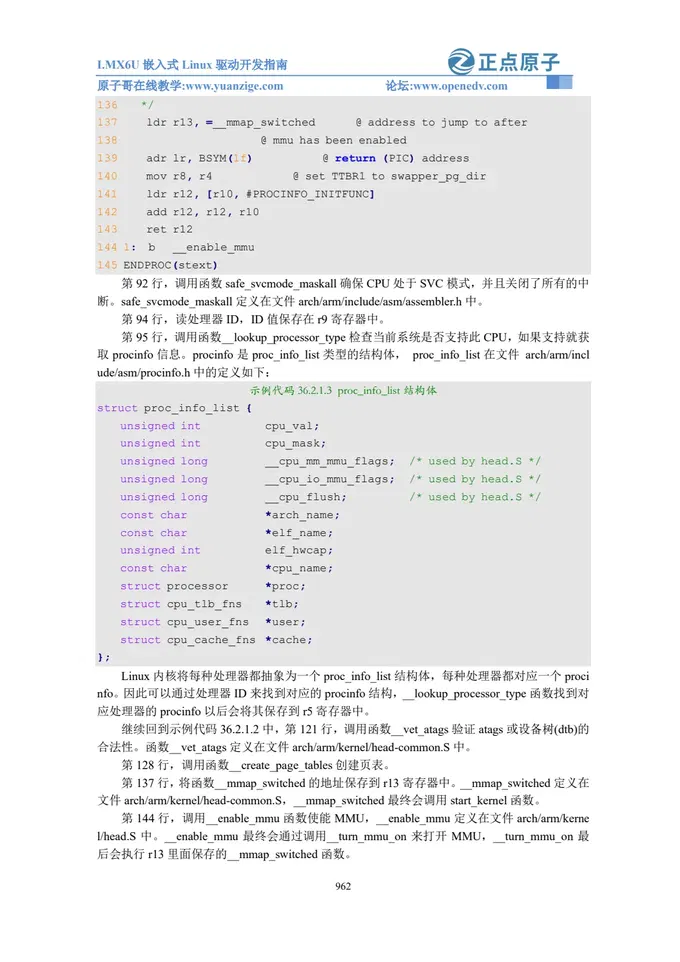 I.MX6U 嵌入式 Linux 驱动开发指南
正点原子
原子哥在线教学:www.yuanzige.com 论坛:www.openedv.com
136 */
137 ldr r13, =__mmap_switched @ address to jump to after
138 @ mmu has been enabled
139 adr lr, BSYM(1f) @ return (PIC) address
140 mov r8, r4 @ set TTBR1 to swapper_pg_dir
141 ldr r12, [r10, #PROCINFO_INITFUNC]
142 add r12, r12, r10
143 ret r12
144 1: b __enable_mmu
145 ENDPROC(stext)
第 92 行，调用函数 safe_svcmode_maskall 确保 CPU 处于 SVC 模式，并且关闭了所有的中
断。safe_svcmode_maskall 定义在文件 arch/arm/include/asm/assembler.h 中。
第 94 行，读处理器 ID，ID 值保存在 r9 寄存器中。
第 95 行，调用函数__lookup_processor_type 检查当前系统是否支持此 CPU，如果支持就获
取 procinfo 信息。procinfo 是 proc_info_list 类型的结构体， proc_info_list 在文件 arch/arm/incl
ude/asm/procinfo.h 中的定义如下：
示例代码 36.2.1.3 proc_info_list 结构体
struct proc_info_list {
unsigned int cpu_val;
unsigned int cpu_mask;
unsigned long __cpu_mm_mmu_flags; /* used by head.S */
unsigned long __cpu_io_mmu_flags; /* used by head.S */
unsigned long __cpu_flush; /* used by head.S */
const char *arch_name;
const char *elf_name;
unsigned int elf_hwcap;
const char *cpu_name;
struct processor *proc;
struct cpu_tlb_fns *tlb;
struct cpu_user_fns *user;
struct cpu_cache_fns *cache;
};
Linux 内核将每种处理器都抽象为一个 proc_info_list 结构体，每种处理器都对应一个 proci
nfo。因此可以通过处理器 ID 来找到对应的 procinfo 结构，__lookup_processor_type 函数找到对
应处理器的 procinfo 以后会将其保存到 r5 寄存器中。
继续回到示例代码 36.2.1.2 中，第 121 行，调用函数__vet_atags 验证 atags 或设备树(dtb)的
合法性。函数__vet_atags 定义在文件 arch/arm/kernel/head-common.S 中。
第 128 行，调用函数__create_page_tables 创建页表。
第 137 行，将函数__mmap_switched 的地址保存到 r13 寄存器中。__mmap_switched 定义在
文件 arch/arm/kernel/head-common.S，__mmap_switched 最终会调用 start_kernel 函数。
第 144 行，调用__enable_mmu 函数使能 MMU，__enable_mmu 定义在文件 arch/arm/kerne
l/head.S 中。__enable_mmu 最终会通过调用__turn_mmu_on 来打开 MMU，__turn_mmu_on 最
后会执行 r13 里面保存的__mmap_switched 函数。
962